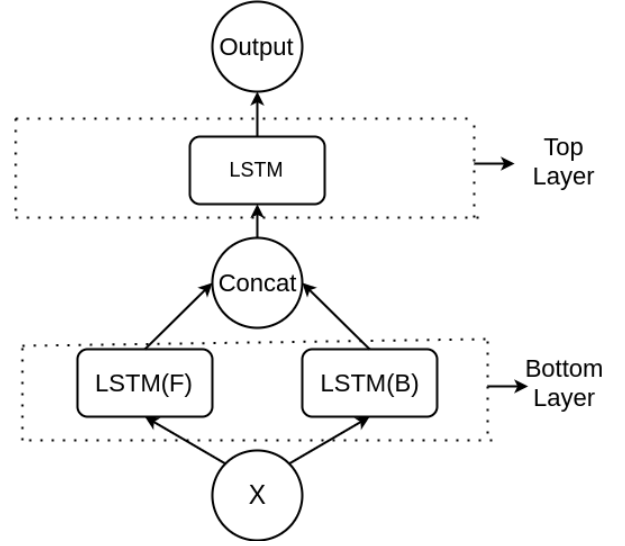 Output
LSTM
Top
Layer
Concat
LSTM(F)
LSTM(B)
Bottom
Layer
X